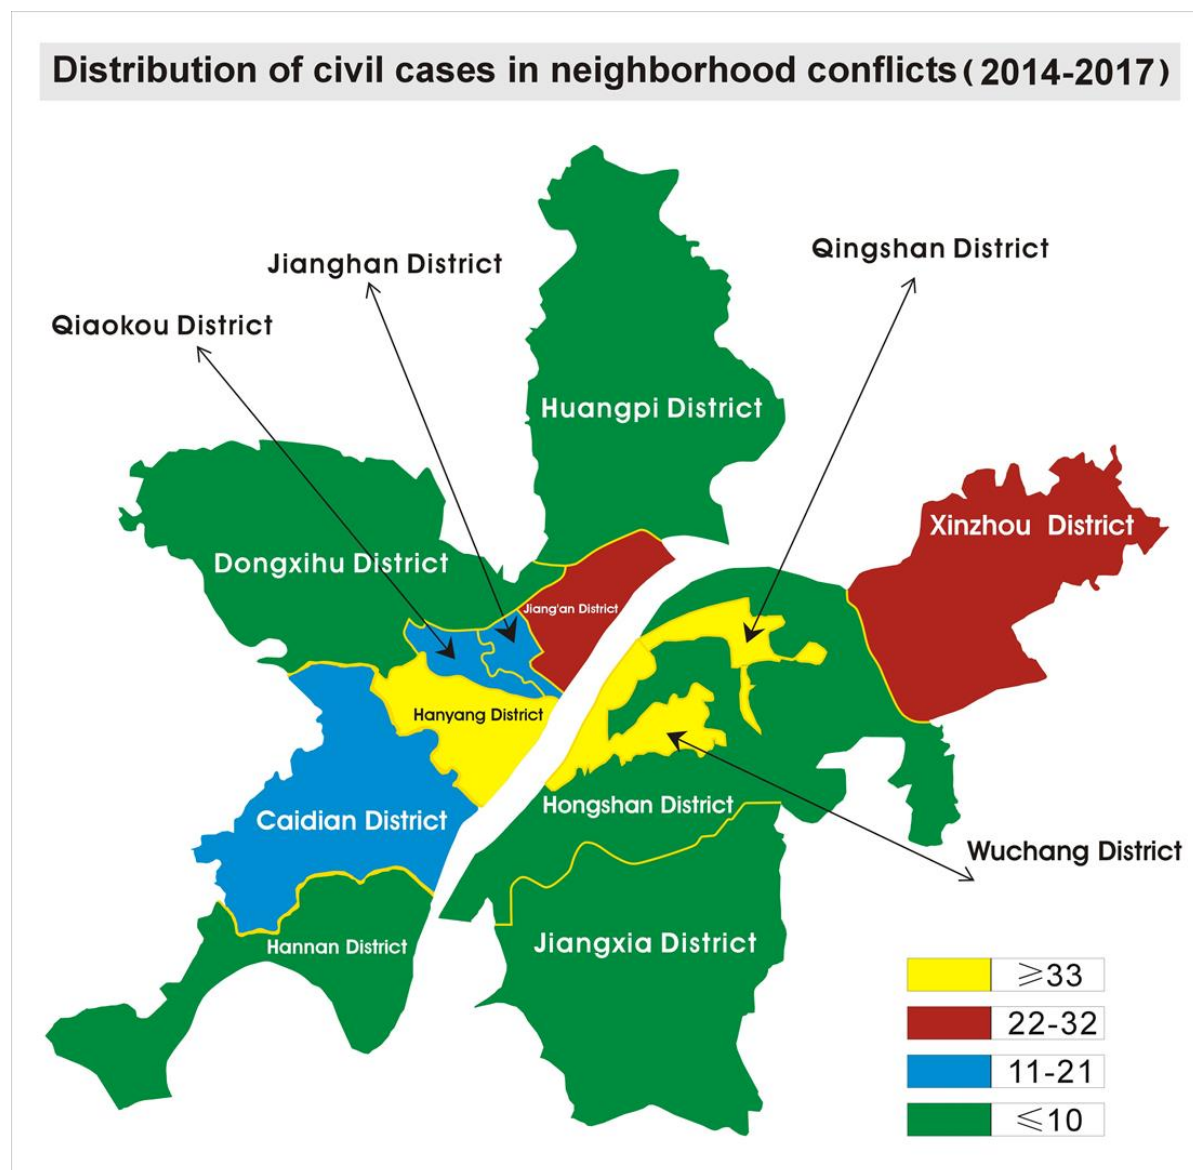 Distribution of civil cases in neighborhood conflicts (2014-2017)
Qingshan District
Jianghan District
Qiaokou District
Huangpi District
Xinzhou District
Dongxihu District
Jiang'an District
Hanyang District
Hongshan District
Caidian District
Wuchang District
Jiangxia District
Hannan District
≥33
22-32
11-21
≤10